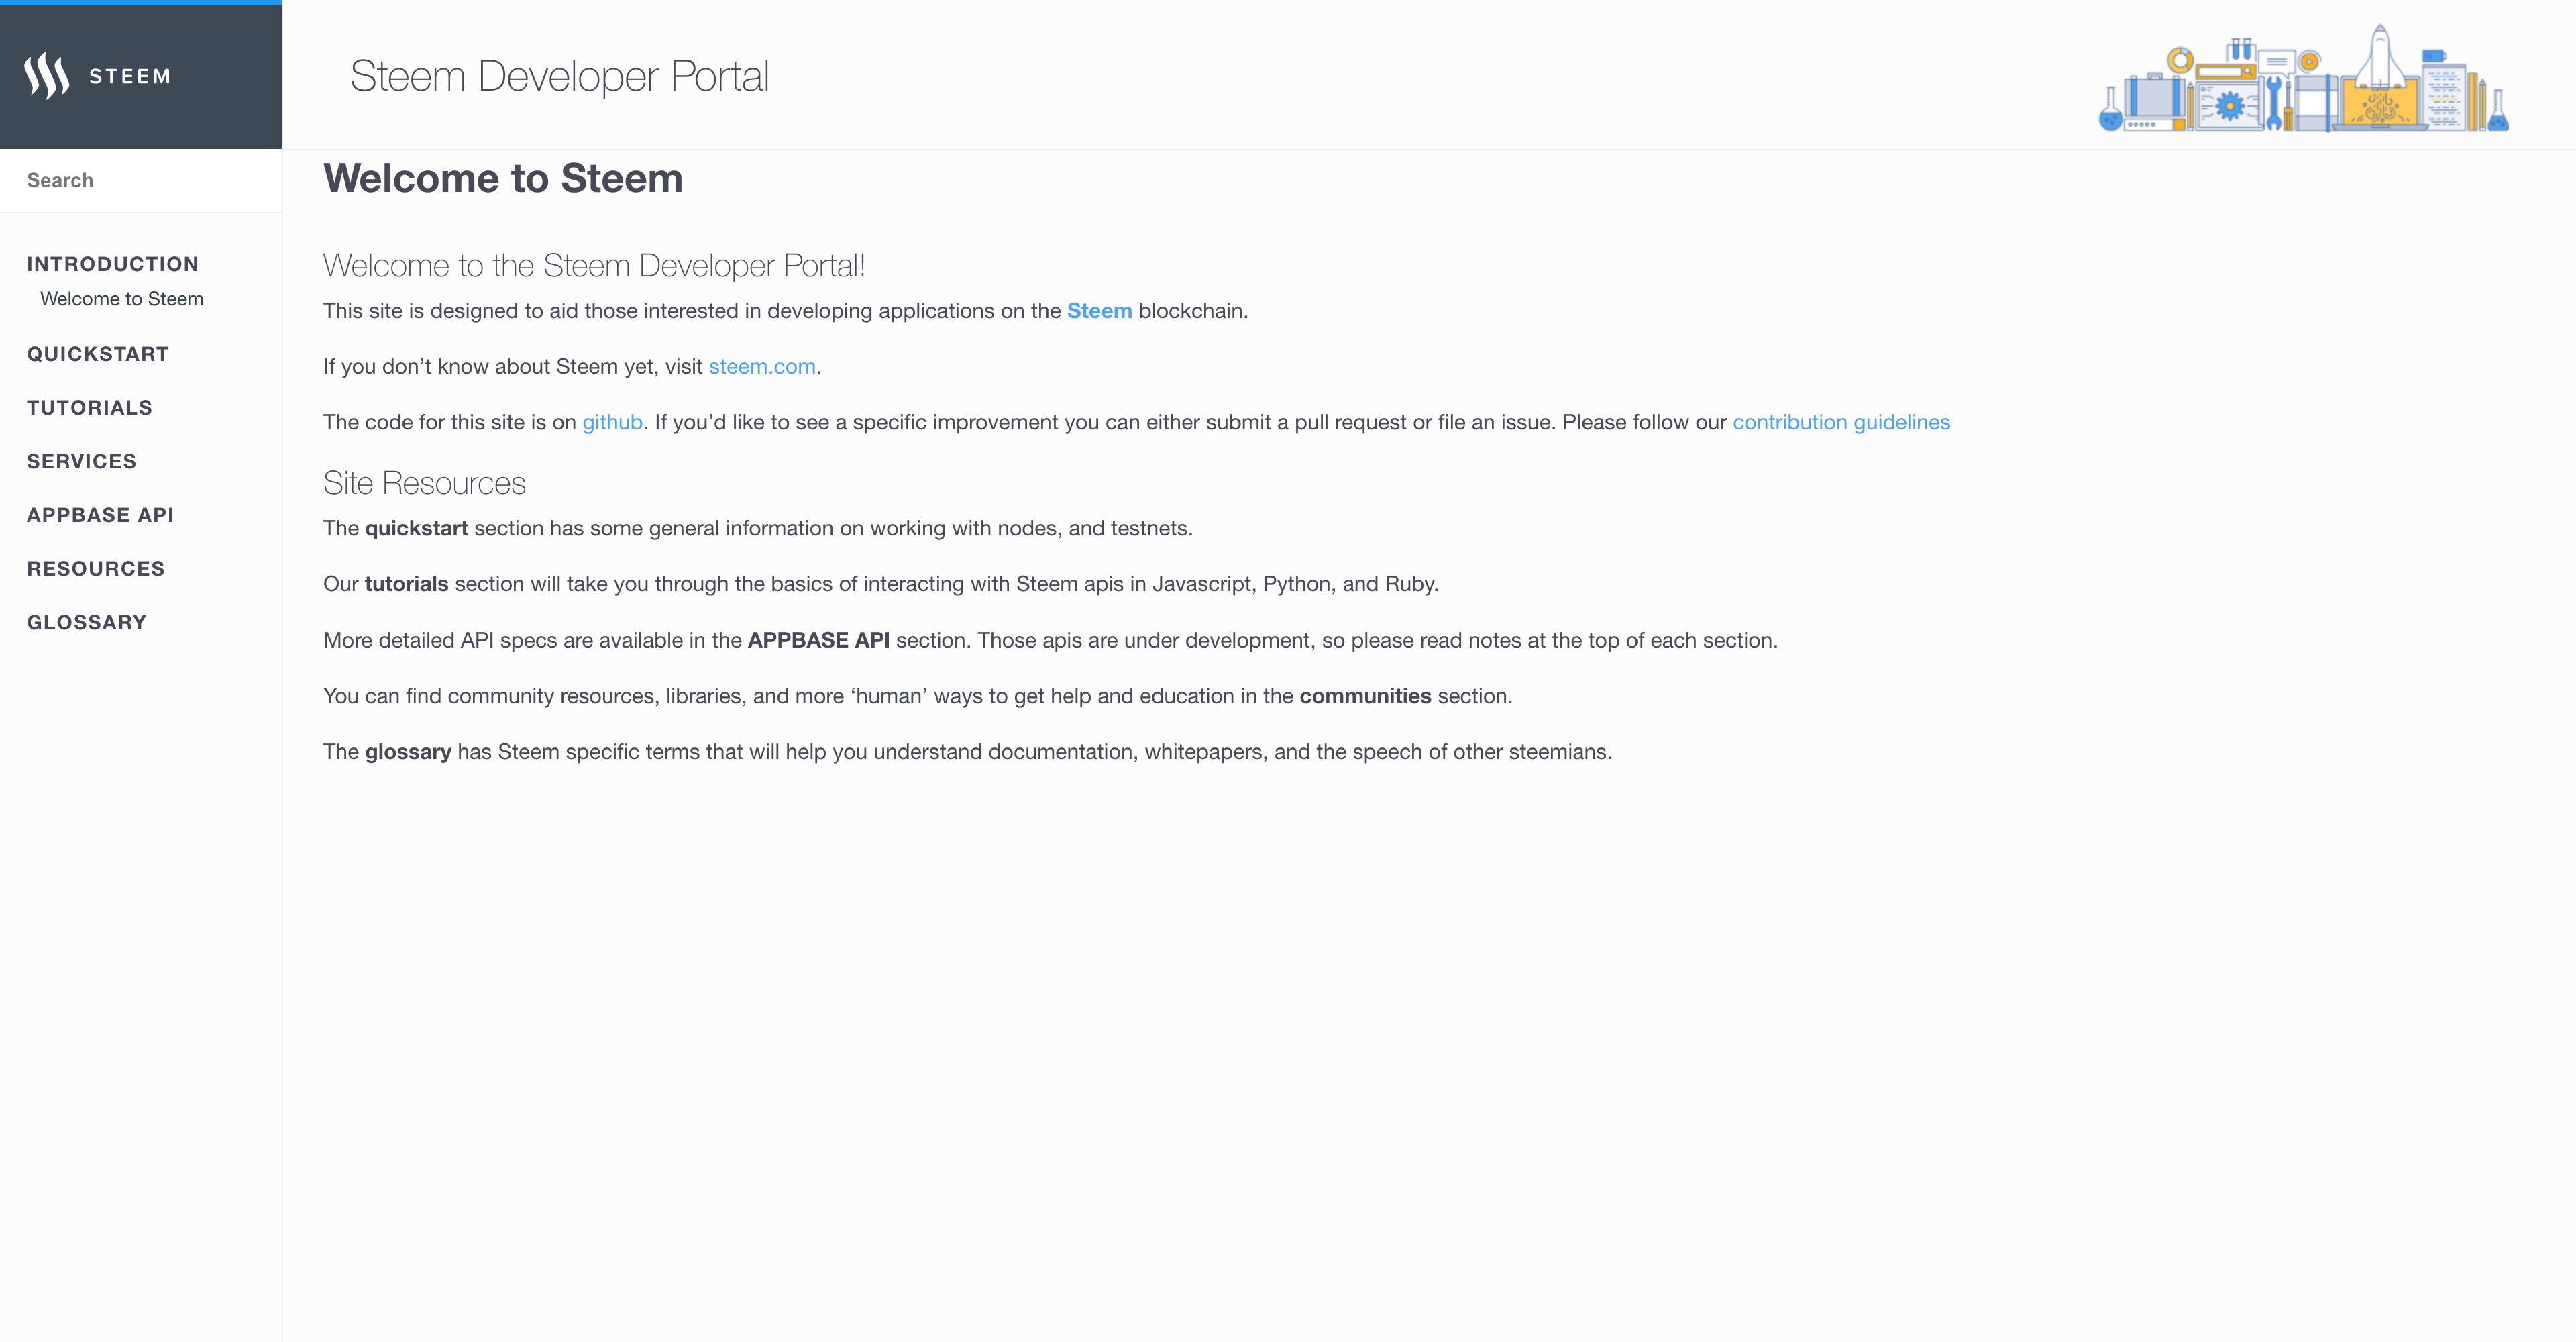 STEEM
Steem Developer Portal
Search
INTRODUCTION
Welcome to Steem
QUICKSTART
TUTORIALS
SERVICES
APPBASE API
RESOURCES
GLOSSARY
Welcome to Steem
Welcome to the Steem Developer Portal!
This site is designed to aid those interested in developing applications on the Steem blockchain.
If you don’t know about Steem yet, visit steem.com.
The code for this site is on github. If you’d like to see a specific improvement you can either submit a pull request or file an issue. Please follow our contribution guidelines
Site Resources
The quickstart section has some general information on working with nodes, and testnets.
Our tutorials section will take you through the basics of interacting with Steem apis in Javascript, Python, and Ruby.
More detailed API specs are available in the APPBASE API section. Those apis are under development, so please read notes at the top of each section.
You can find community resources, libraries, and more ‘human’ ways to get help and education in the communities section.
The glossary has Steem specific terms that will help you understand documentation, whitepapers, and the speech of other steemians.